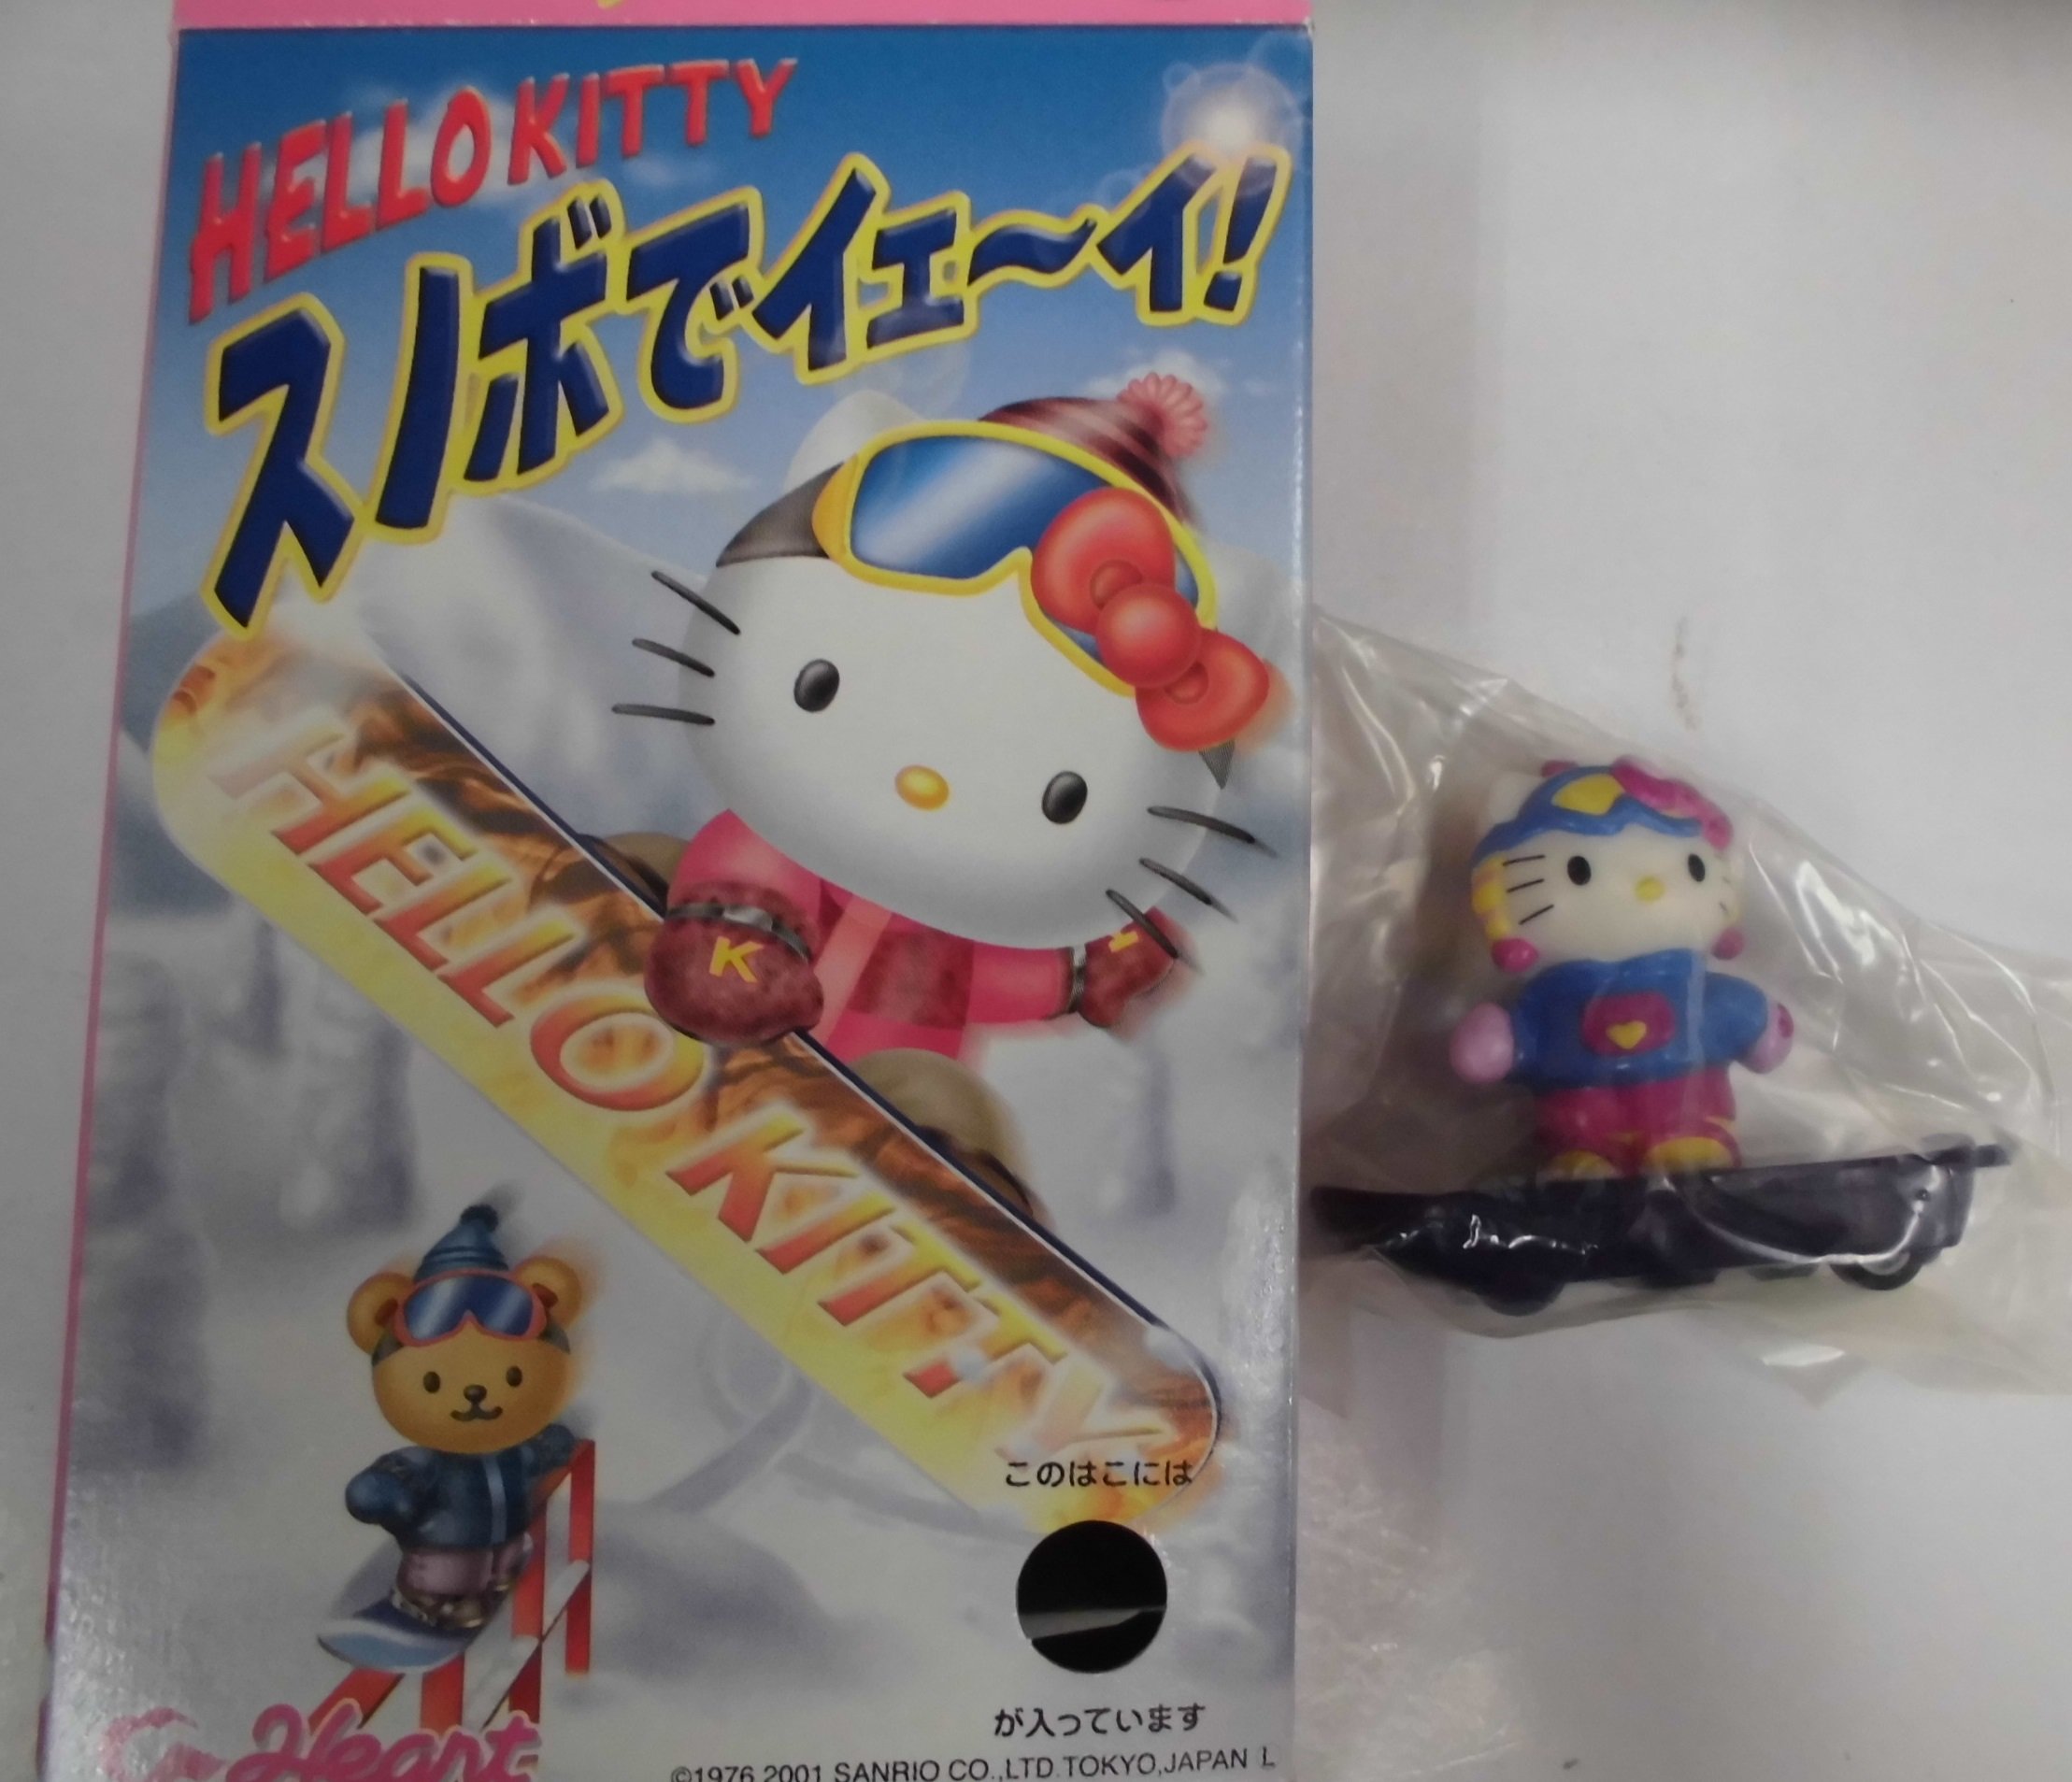 HELLO KITTY
スノボでイェ〜イ!
HELLO KITTY
K
このはこには
が入っています
Heart
©1976,2001 SANRIO CO.,LTD.TOKYO,JAPAN L